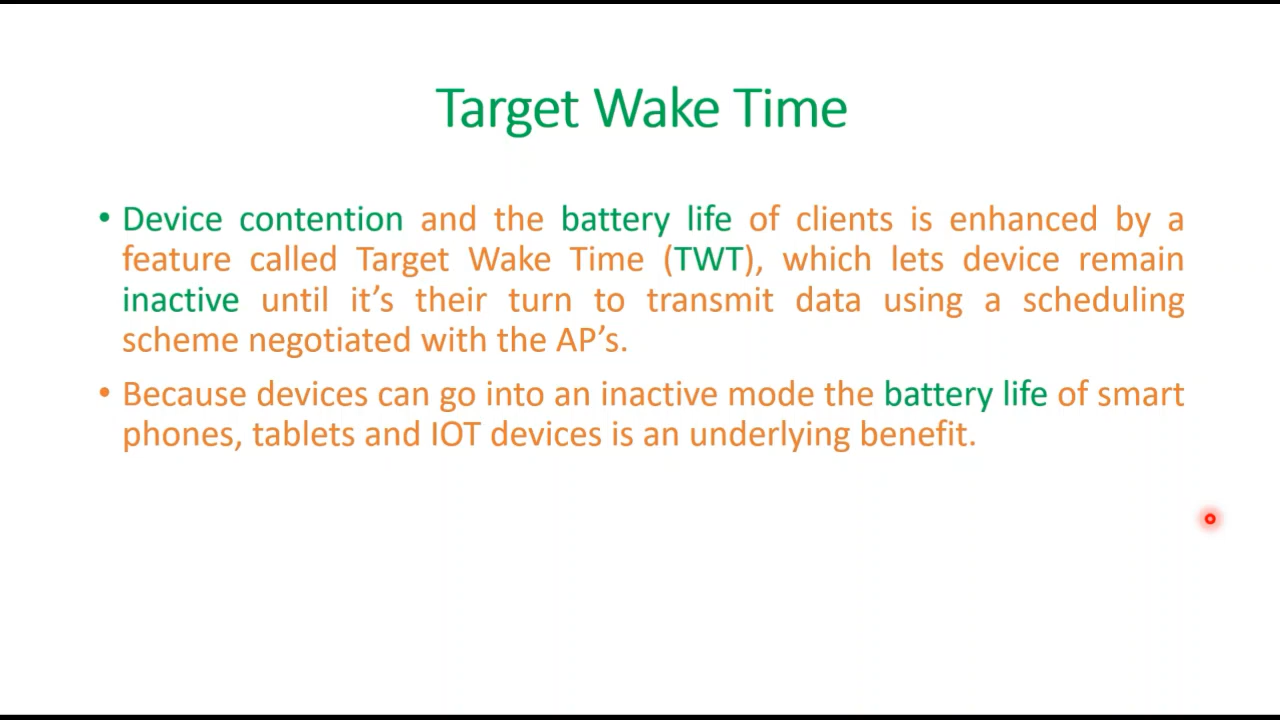 Target Wake Time
• Device contention and the battery life of clients is enhanced by a
feature called Target Wake Time (TWT), which lets device remain
inactive until it’s their turn to transmit data using a scheduling
scheme negotiated with the AP’s.
• Because devices can go into an inactive mode the battery life of smart
phones, tablets and IOT devices is an underlying benefit.